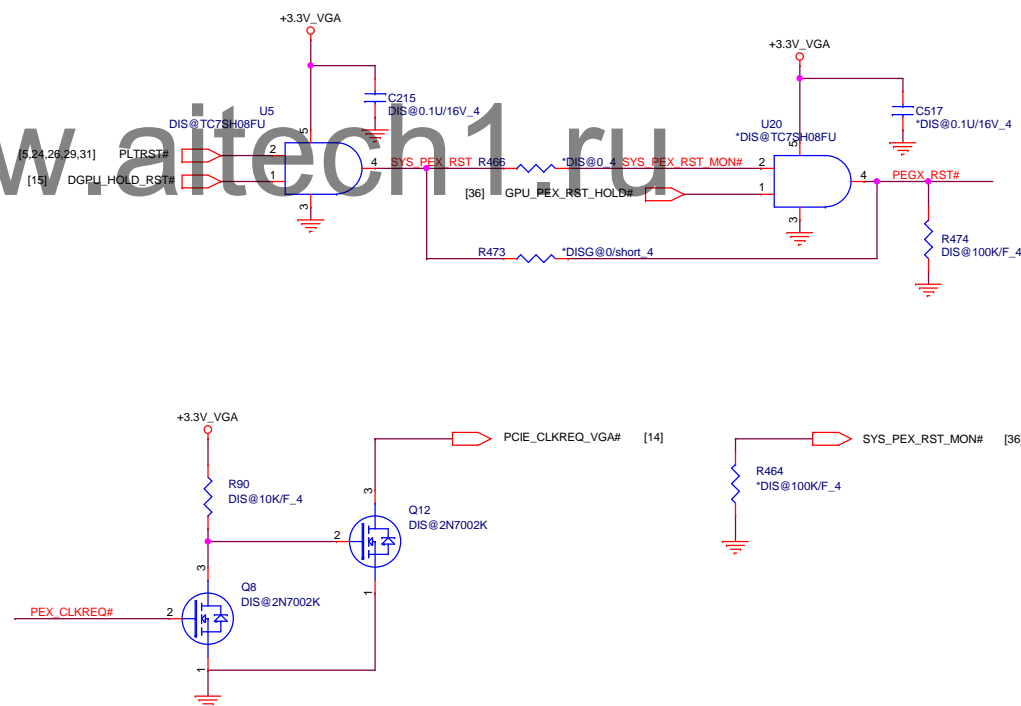 +3.3V_VGA
+3.3V_VGA
C215
DIS@0.1U/16V_4
U5
DIS@TC7SH08FU
5
[5,24,26,29,31] PLTRST# 2
[15] DGPU_HOLD_RST# 1
4
3
SYS_PEX_RST R466 *DIS@0_4 SYS_PEX_RST_MON# 2
[36] GPU_PEX_RST_HOLD# 1
U20
*DIS@TC7SH08FU
5
C517
*DIS@0.1U/16V_4
4 PEGX_RST#
3
R473 *DISG@0/short_4
R474
DIS@100K/F_4
www.aitech1.ru
+3.3V_VGA
R90
DIS@10K/F_4
PCIE_CLKREQ_VGA# [14]
3
Q12
DIS@2N7002K
2
1
3
Q8
DIS@2N7002K
PEX_CLKREQ# 2
1
SYS_PEX_RST_MON# [36]
R464
*DIS@100K/F_4